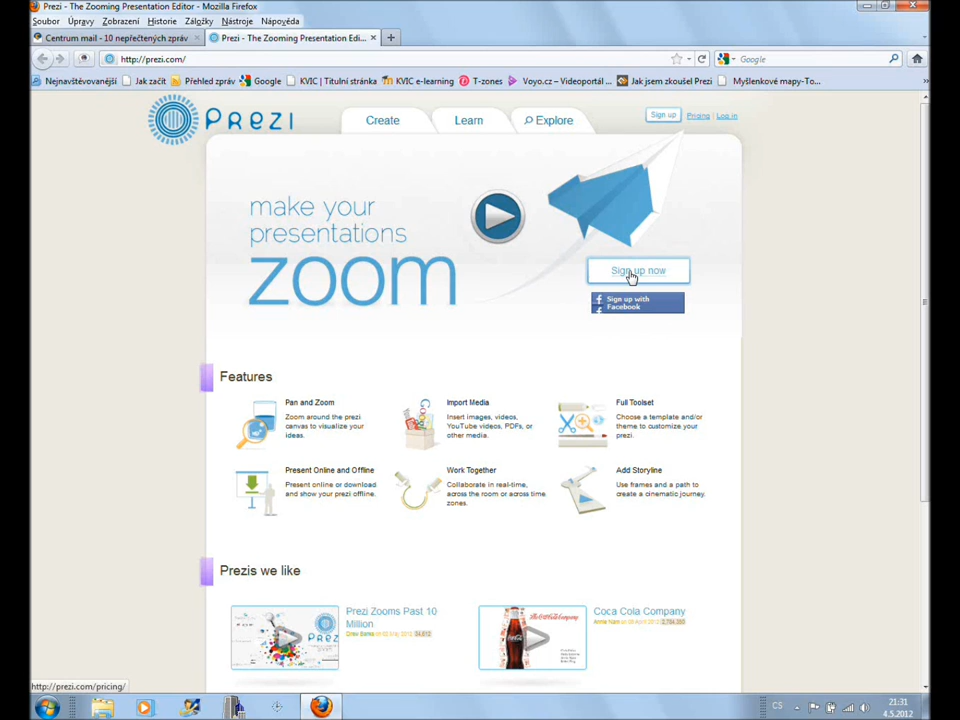 Prezi - The Zooming Presentation Editor - Mozilla Firefox
Soubor Úpravy Zobrazení Historie Záložky Nástroje Nápověda
Centrum mail - 10 nepřečtených zpráv
Prezi - The Zooming Presentation Edi...
http://prezi.com/
Google
Nejnavštěvovanější Jak začít Přehled zpráv Google KVIC | Titulní stránka KVIC e-learning T-zones Voyo.cz – Videoportál ... Jak jsem zkoušel Prezi Myšlenkové mapy-To...
PREZI
Create Learn Explore
Sign up Pricing | Log in
make your
presentations
zoom
Sign up now
Sign up with
Facebook
Features
Pan and Zoom
Zoom around the prezi
canvas to visualize your
ideas.
Import Media
Insert images, videos,
YouTube videos, PDFs, or
other media.
Full Toolset
Choose a template and/or
theme to customize your
prezi.
Present Online and Offline
Present online or download
and show your prezi offline.
Work Together
Collaborate in real-time,
across the room or across time
zones.
Add Storyline
Use frames and a path to
create a cinematic journey.
Prezis we like
Prezi Zooms Past 10
Million
Coca Cola Company
http://prezi.com/pricing/
CS
21:31
4.5.2012